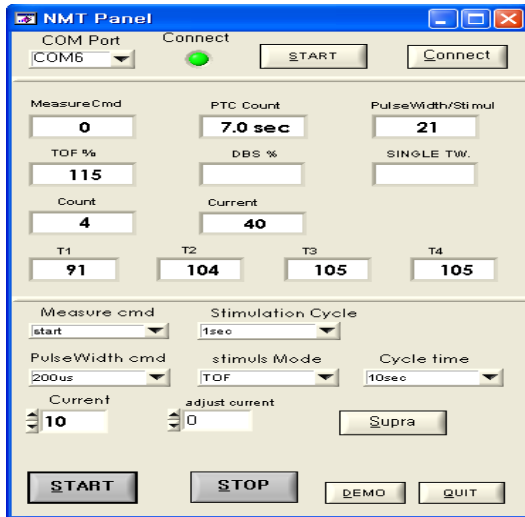 NMT Panel
COM Port Connect
COM6 START Connect
MeasureCmd PTC Count PulseWidth/Stimul
0 7.0 sec 21
TOF % DBS % SINGLE TW.
115
Count Current
4 40
T1 T2 T3 T4
91 104 105 105
Measure cmd Stimulation Cycle
start 1sec
PulseWidth cmd stimuls Mode Cycle time
200us TOF 10sec
Current adjust current
10 0 Supra
START STOP DEMO QUIT